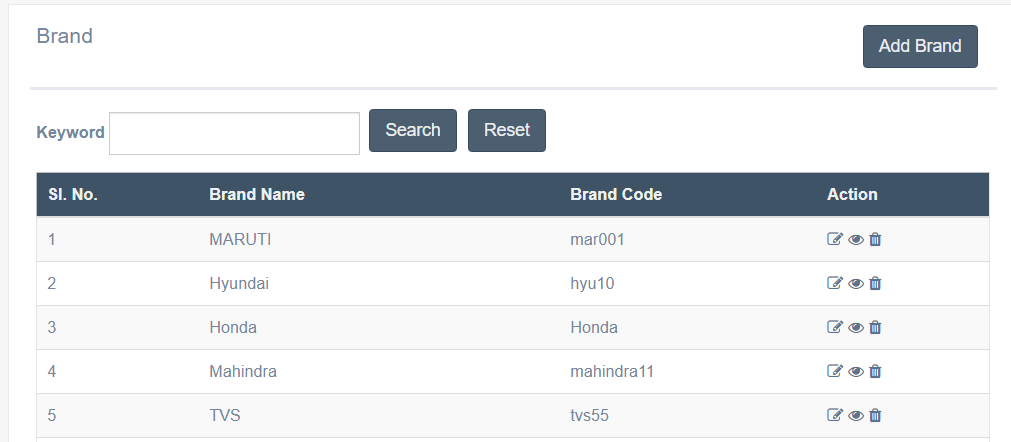 Brand
Add Brand
Keyword Search Reset
Sl. No. Brand Name Brand Code Action
1 MARUTI mar001
2 Hyundai hyu10
3 Honda Honda
4 Mahindra mahindra11
5 TVS tvs55